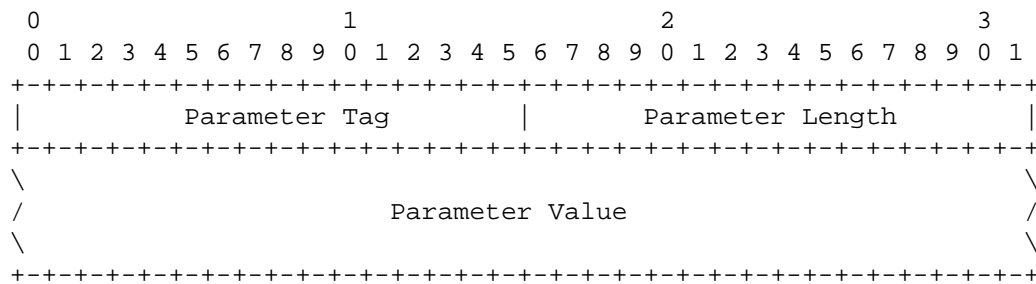 0                   1                   2                   3
 0 1 2 3 4 5 6 7 8 9 0 1 2 3 4 5 6 7 8 9 0 1 2 3 4 5 6 7 8 9 0 1
+-+-+-+-+-+-+-+-+-+-+-+-+-+-+-+-+-+-+-+-+-+-+-+-+-+-+-+-+-+-+-+-+
|          Parameter Tag        |       Parameter Length        |
+-+-+-+-+-+-+-+-+-+-+-+-+-+-+-+-+-+-+-+-+-+-+-+-+-+-+-+-+-+-+-+-+
\                                                               \
/                       Parameter Value                         /
\                                                               \
+-+-+-+-+-+-+-+-+-+-+-+-+-+-+-+-+-+-+-+-+-+-+-+-+-+-+-+-+-+-+-+-+